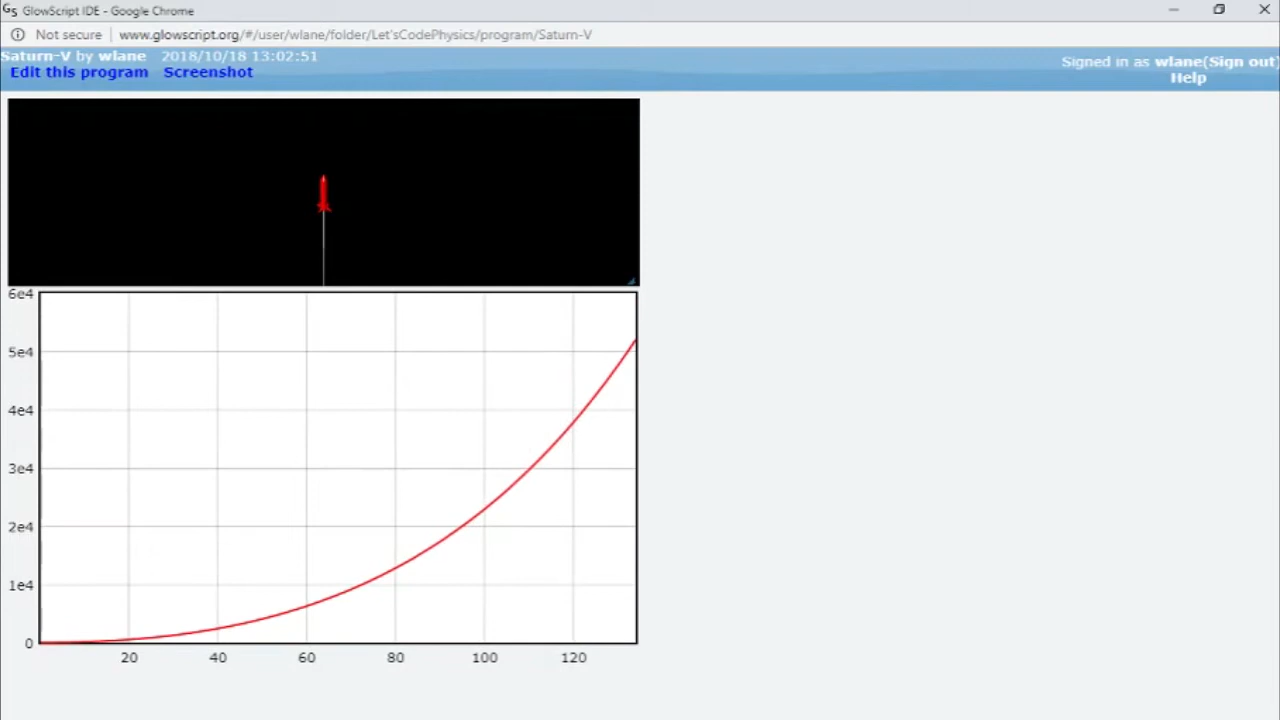 GS GlowScript IDE - Google Chrome
Not secure | www.glowscript.org/#/user/wlane/folder/Let'sCodePhysics/program/Saturn-V
Saturn-V by wlane 2018/10/18 13:02:51
Signed in as wlane(Sign out)
Edit this program Screenshot
Help
6e4
5e4
4e4
3e4
2e4
1e4
0
20 40 60 80 100 120